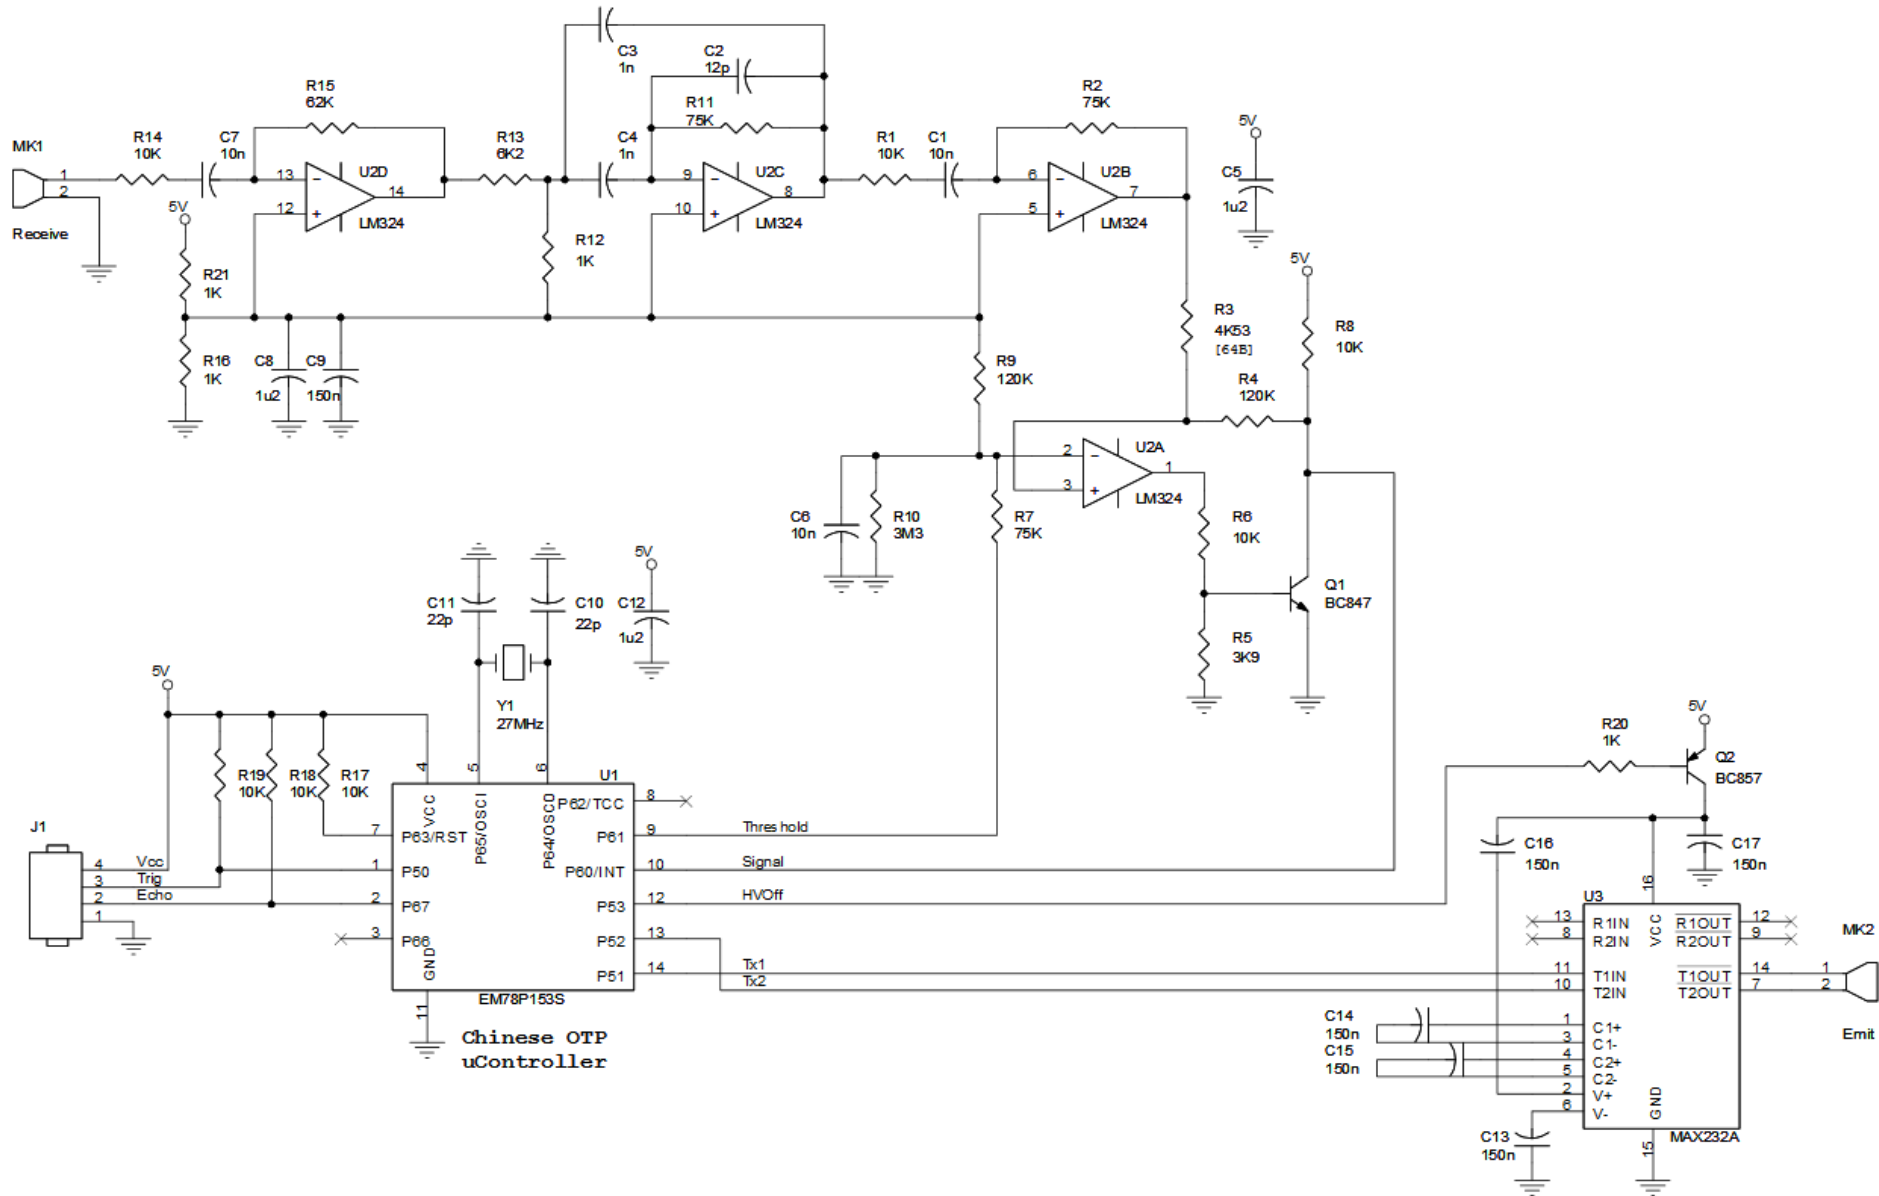 C3
1n
C2
12p
R15
62K
R11
75K
R2
75K
MK1
1
2
Receive
R14
10K
C7
10n
13
12
U2D
14
LM324
R13
6K2
C4
1n
9
10
U2C
8
LM324
R1
10K
C1
10n
6
5
U2B
7
LM324
5V
C5
1u2
5V
R21
1K
R12
1K
R16
1K
C8
1u2
C9
150n
R3
4K53
[64B]
5V
R8
10K
R9
120K
R4
120K
2
3
U2A
1
LM324
C6
10n
R10
3M3
R7
75K
R6
10K
Q1
BC847
R5
3K9
C11
22p
C10
22p
5V
C12
1u2
Y1
27MHz
5V
R19
10K
R18
10K
R17
10K
4
5
6
U1
VCC
P65/OSCI
P64/OSCO
P62/TCC
8
7
P63/RST
P61
9
Threshold
1
P50
P60/INT
10
Signal
2
P67
P53
12
HVOff
3
P66
P52
13
P51
14
Tx1
Tx2
GND
11
EM78P153S
Chinese OTP
uController
J1
4
Vcc
3
Trig
2
Echo
1
R20
1K
5V
Q2
BC857
C16
150n
C17
150n
16
U3
13
R1IN
VCC
R1OUT
12
8
R2IN
R2OUT
9
11
T1IN
T1OUT
14
10
T2IN
T2OUT
7
MK2
1
2
Emit
C14
150n
C15
150n
1
C1+
3
C1-
4
C2+
5
C2-
2
V+
6
V-
GND
15
MAX232A
C13
150n